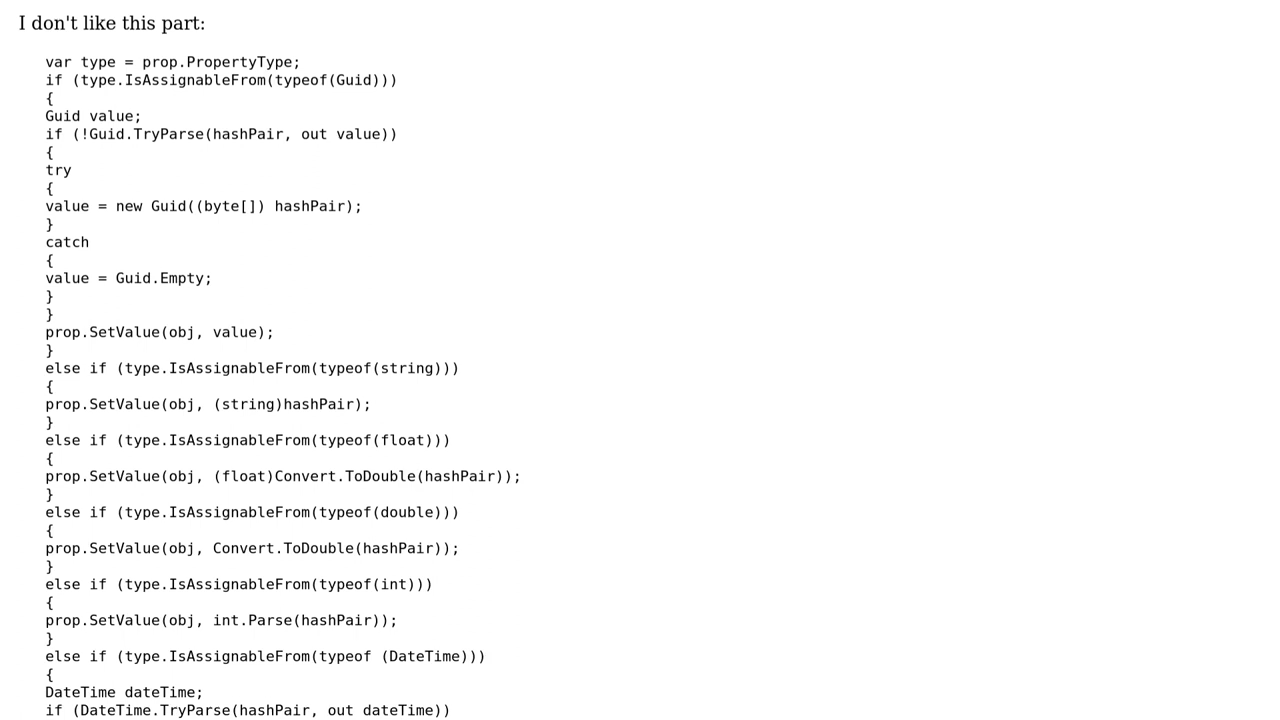 I don't like this part:
var type = prop.PropertyType;
if (type.IsAssignableFrom(typeof(Guid)))
{
Guid value;
if (!Guid.TryParse(hashPair, out value))
{
try
{
value = new Guid((byte[]) hashPair);
}
catch
{
value = Guid.Empty;
}
}
prop.SetValue(obj, value);
}
else if (type.IsAssignableFrom(typeof(string)))
{
prop.SetValue(obj, (string)hashPair);
}
else if (type.IsAssignableFrom(typeof(float)))
{
prop.SetValue(obj, (float)Convert.ToDouble(hashPair));
}
else if (type.IsAssignableFrom(typeof(double)))
{
prop.SetValue(obj, Convert.ToDouble(hashPair));
}
else if (type.IsAssignableFrom(typeof(int)))
{
prop.SetValue(obj, int.Parse(hashPair));
}
else if (type.IsAssignableFrom(typeof (DateTime)))
{
DateTime dateTime;
if (DateTime.TryParse(hashPair, out dateTime))